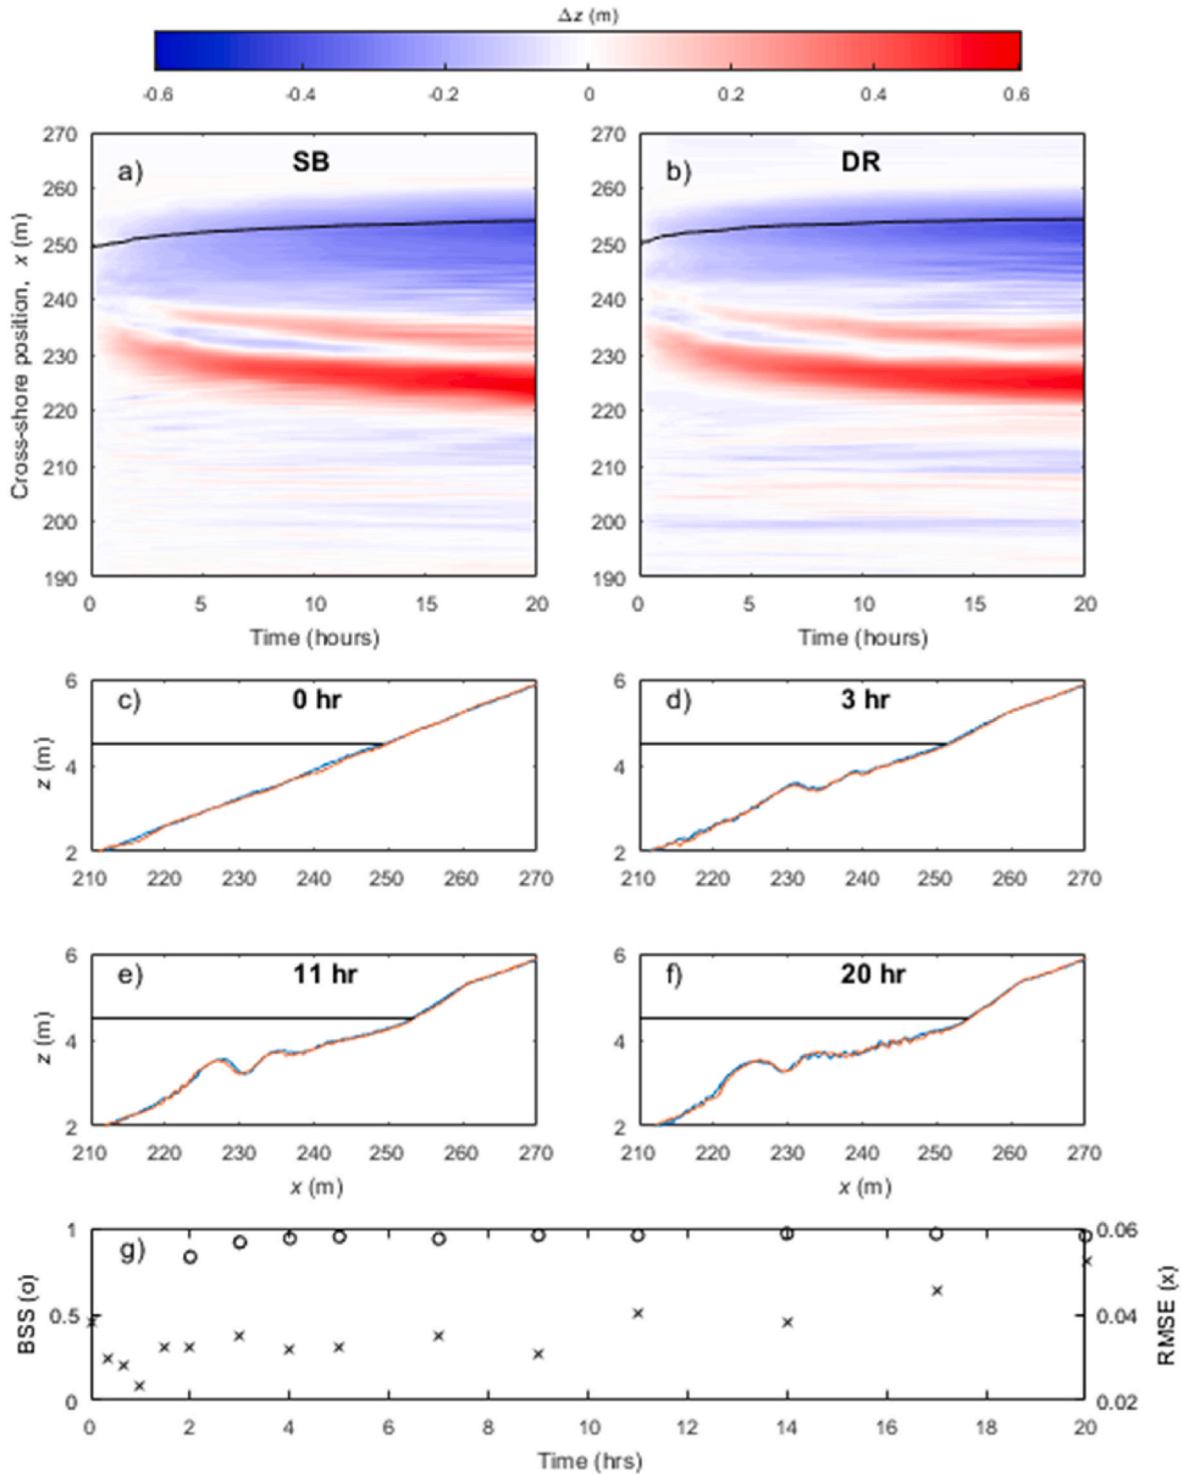 Δz (m)
-0.6 -0.4 -0.2 0 0.2 0.4 0.6
a) SB
b) DR
270 260 250 240 230 220 210 200 190
270 260 250 240 230 220 210 200 190
Cross-shore position, x (m)
0 5 10 15 20
0 5 10 15 20
Time (hours)
Time (hours)
c) 0 hr
d) 3 hr
6 4 2
6 4 2
z (m)
210 220 230 240 250 260 270
210 220 230 240 250 260 270
e) 11 hr
f) 20 hr
6 4 2
6 4 2
z (m)
210 220 230 240 250 260 270
210 220 230 240 250 260 270
x (m)
x (m)
g)
1 0.5 0
BSS (o)
0.06 0.04 0.02
RMSE (x)
0 2 4 6 8 10 12 14 16 18 20
Time (hrs)